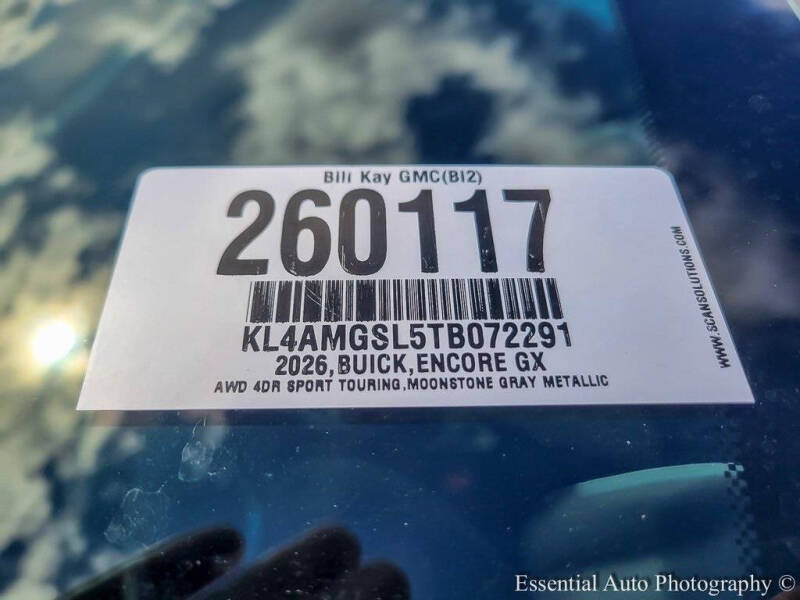 Bill Kay GMC(BI2)
260117
KL4AMGSL5TB072291
2026,BUICK,ENCORE GX
AWD 4DR SPORT TOURING,MOONSTONE GRAY METALLIC
WWW.SCANSOLUTIONS.COM
Essential Auto Photography ©